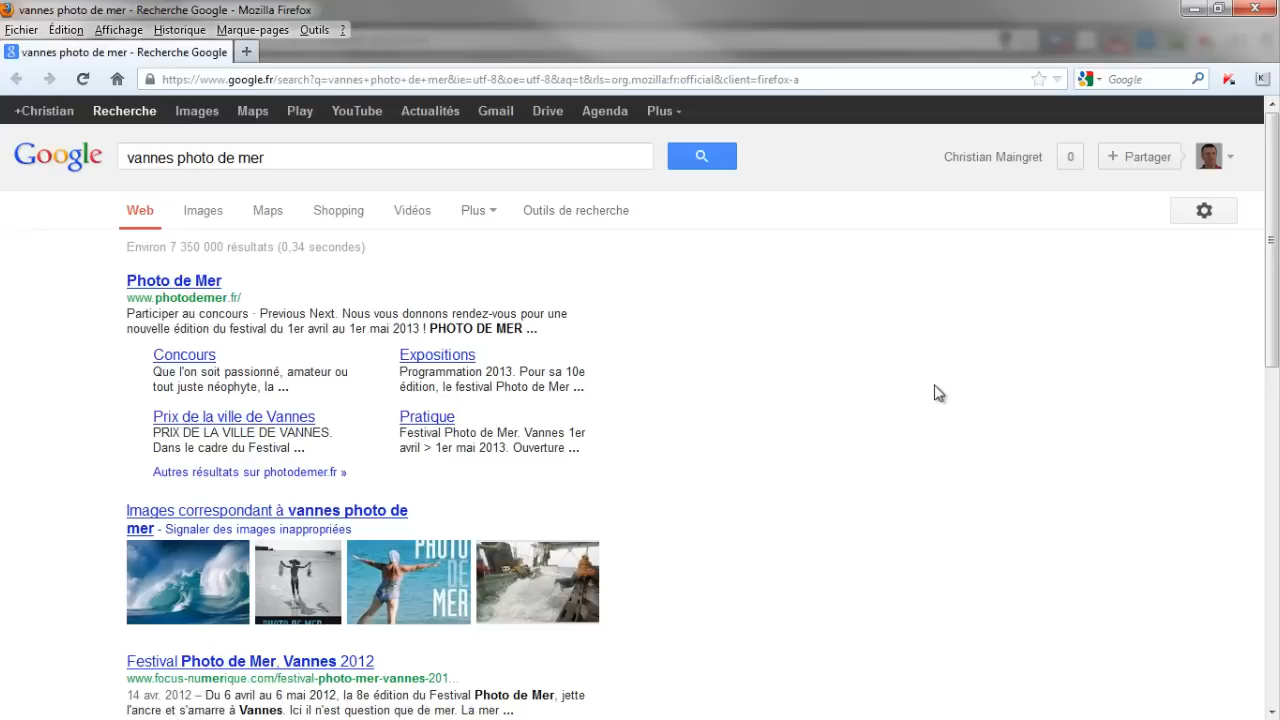 vannes photo de mer - Recherche Google - Mozilla Firefox
Fichier Édition Affichage Historique Marque-pages Outils ?
vannes photo de mer - Recherche Google
https://www.google.fr/search?q=vannes+photo+de+mer&ie=utf-8&oe=utf-8&aq=t&rls=org.mozilla:fr:official&client=firefox-a
Google
+Christian Recherche Images Maps Play YouTube Actualités Gmail Drive Agenda Plus
Google vannes photo de mer Christian Maingret 0 + Partager
Web Images Maps Shopping Vidéos Plus Outils de recherche
Environ 7 350 000 résultats (0,34 secondes)
Photo de Mer
www.photodemer.fr/
Participer au concours · Previous Next. Nous vous donnons rendez-vous pour une
nouvelle édition du festival du 1er avril au 1er mai 2013 ! PHOTO DE MER ...
Concours
Que l'on soit passionné, amateur ou
tout juste néophyte, la ...
Expositions
Programmation 2013. Pour sa 10e
édition, le festival Photo de Mer ...
Prix de la ville de Vannes
PRIX DE LA VILLE DE VANNES.
Dans le cadre du Festival ...
Pratique
Festival Photo de Mer. Vannes 1er
avril > 1er mai 2013. Ouverture ...
Autres résultats sur photodemer.fr »
Images correspondant à vannes photo de
mer - Signaler des images inappropriées
PHOTO
DE
MER
PHOTO DE MER
Festival Photo de Mer, Vannes 2012
www.focus-numerique.com/festival-photo-mer-vannes-201...
14 avr. 2012 – Du 6 avril au 6 mai 2012, la 8e édition du Festival Photo de Mer, jette
l'ancre et s'amarre à Vannes. Ici il n'est question que de mer. La mer ...